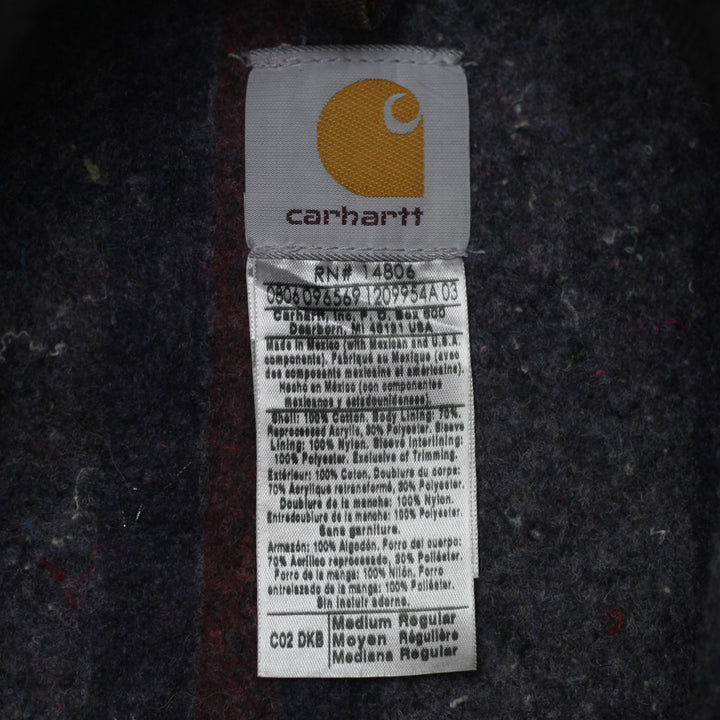 carhartt
RN# 14806
0806 096569 1209954A 03
Carhartt Inc, P. O. Box 600
Dearborn, MI 48121 USA
Made in Mexico (with Mexican and U.S.A.
components). Fabriqué au Mexique (avec
des composants mexicains et américains).
Hecho en México (con componentes
mexicanos y estadounidenses).
Shell: 100% Cotton. Body Lining: 70%
Reprocessed Acrylic, 30% Polyester. Sleeve
Lining: 100% Nylon. Sleeve Interlining:
100% Polyester. Exclusive of Trimming.
Extérieur: 100% Coton. Doublure du corps:
70% Acrylique retransformé, 30% Polyester.
Doublure de la manche: 100% Nylon.
Entredoublure de la manche: 100% Polyester
Sans garniture.
Armazón: 100% Algodón. Forro del cuerpo:
70% Acrílico reprocesado, 30% Poliéster.
Forro de la manga: 100% Nilón. Forro
entrelazado de la manga: 100% Poliéster.
Sin incluir adorno.
C02 DKB
Medium Regular
Moyen Régulière
Mediana Regular